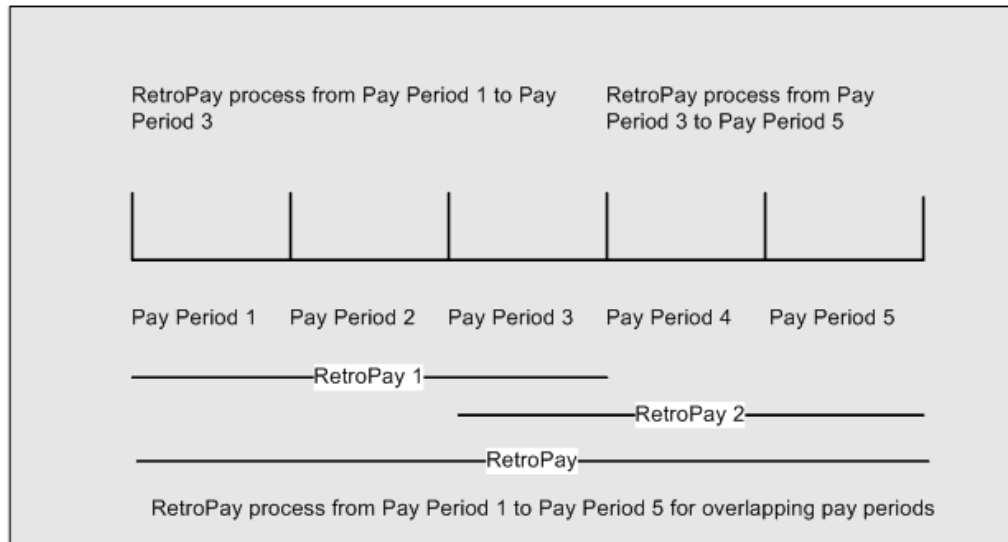 RetroPay process from Pay Period 1 to Pay
Period 3
RetroPay process from Pay
Period 3 to Pay Period 5
Pay Period 1
Pay Period 2
Pay Period 3
Pay Period 4
Pay Period 5
RetroPay 1
RetroPay 2
RetroPay
RetroPay process from Pay Period 1 to Pay Period 5 for overlapping pay periods